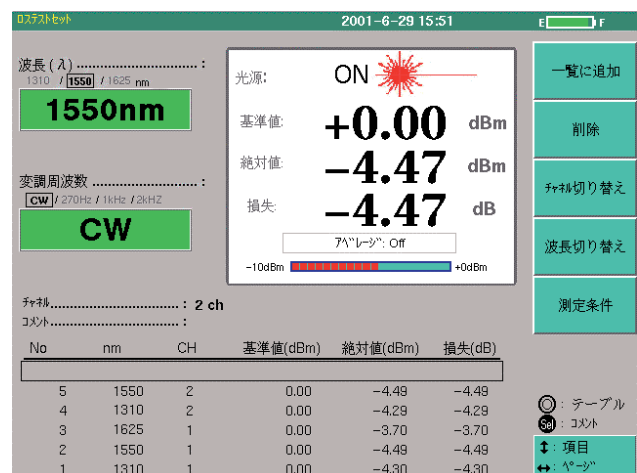 ロステストセット 2001-6-29 15:51 E F
波長(λ) ............................ :
1310 / 1550 / 1625 nm
1550nm
変調周波数 ........................ :
CW / 270Hz / 1kHz / 2kHz
CW
光源: ON
基準値: +0.00 dBm
絶対値: -4.47 dBm
損失: -4.47 dB
アベレージ: Off
-10dBm +0dBm
チャネル................................ : 2 ch
コメント................................ :
No nm CH 基準値(dBm) 絶対値(dBm) 損失(dB)
5 1550 2 0.00 -4.49 -4.49
4 1310 2 0.00 -4.29 -4.29
3 1625 1 0.00 -3.70 -3.70
2 1550 1 0.00 -4.49 -4.49
1 1310 1 0.00 -4.30 -4.30
一覧に追加
削除
チャネル切り替え
波長切り替え
測定条件
◎: テーブル
Sel: コメント
↕: 項目
↔: ページ